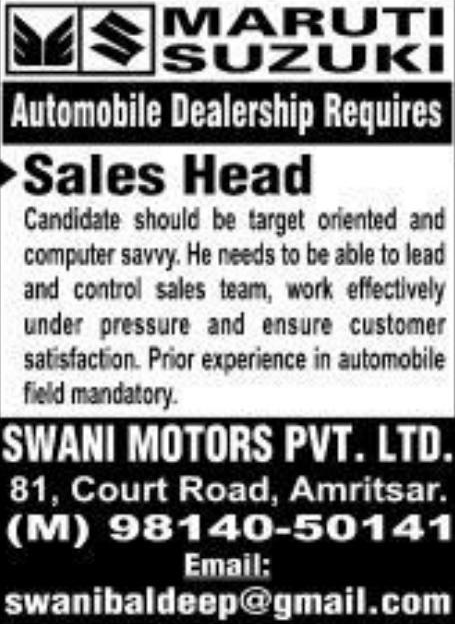 MARUTI
SUZUKI
Automobile Dealership Requires
Sales Head
Candidate should be target oriented and
computer savvy. He needs to be able to lead
and control sales team, work effectively
under pressure and ensure customer
satisfaction. Prior experience in automobile
field mandatory.
SWANI MOTORS PVT. LTD.
81, Court Road, Amritsar.
(M) 98140-50141
Email:
swanibaldeep@gmail.com